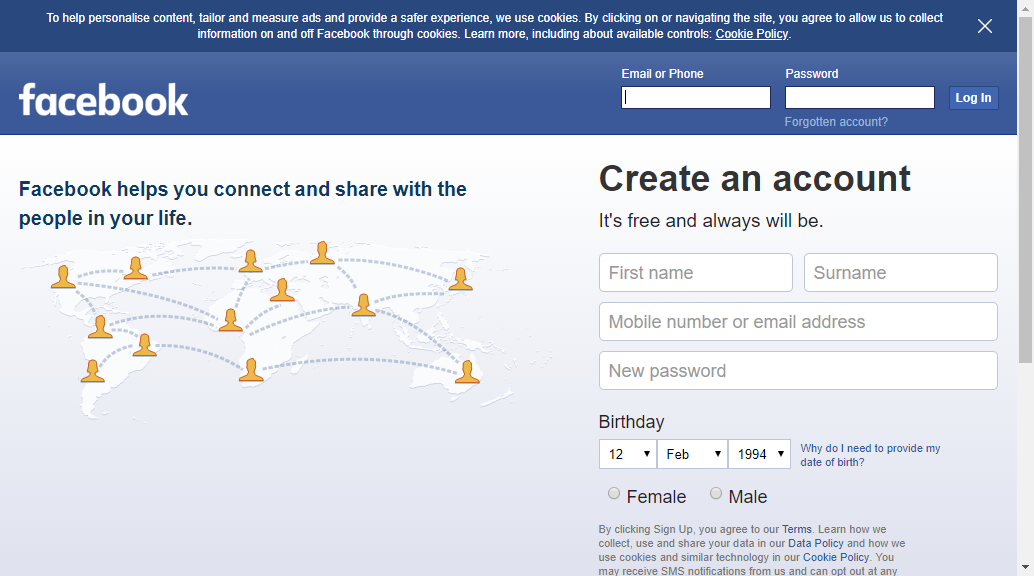 To help personalise content, tailor and measure ads and provide a safer experience, we use cookies. By clicking on or navigating the site, you agree to allow us to collect
information on and off Facebook through cookies. Learn more, including about available controls: Cookie Policy.
facebook
Email or Phone
Password
Log In
Forgotten account?
Facebook helps you connect and share with the
people in your life.
Create an account
It's free and always will be.
First name
Surname
Mobile number or email address
New password
Birthday
12
Feb
1994
Why do I need to provide my
date of birth?
Female
Male
By clicking Sign Up, you agree to our Terms. Learn how we
collect, use and share your data in our Data Policy and how we
use cookies and similar technology in our Cookie Policy. You
may receive SMS notifications from us and can opt out at any